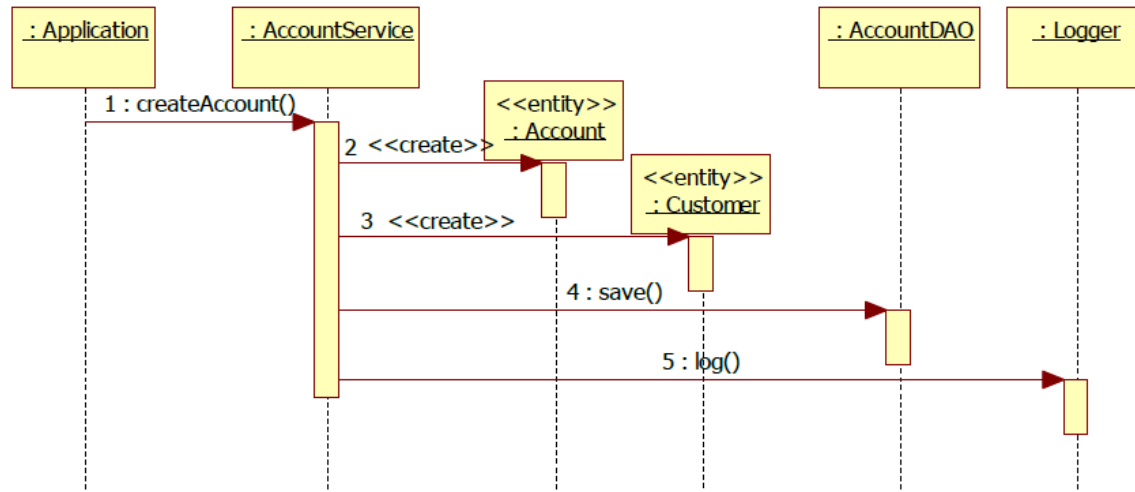 : Application
: AccountService
: AccountDAO
: Logger
1 : createAccount()
<<entity>>
: Account
2 <<create>>
<<entity>>
: Customer
3 <<create>>
4 : save()
5 : log()